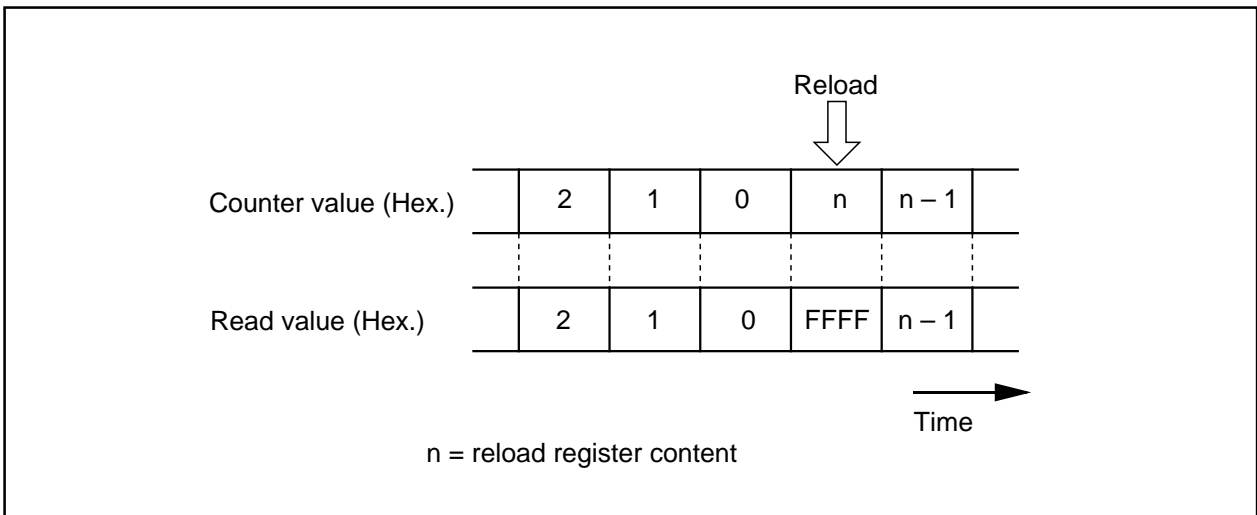 Reload
Counter value (Hex.) 2 1 0 n n – 1
Read value (Hex.) 2 1 0 FFFF n – 1
Time
n = reload register content